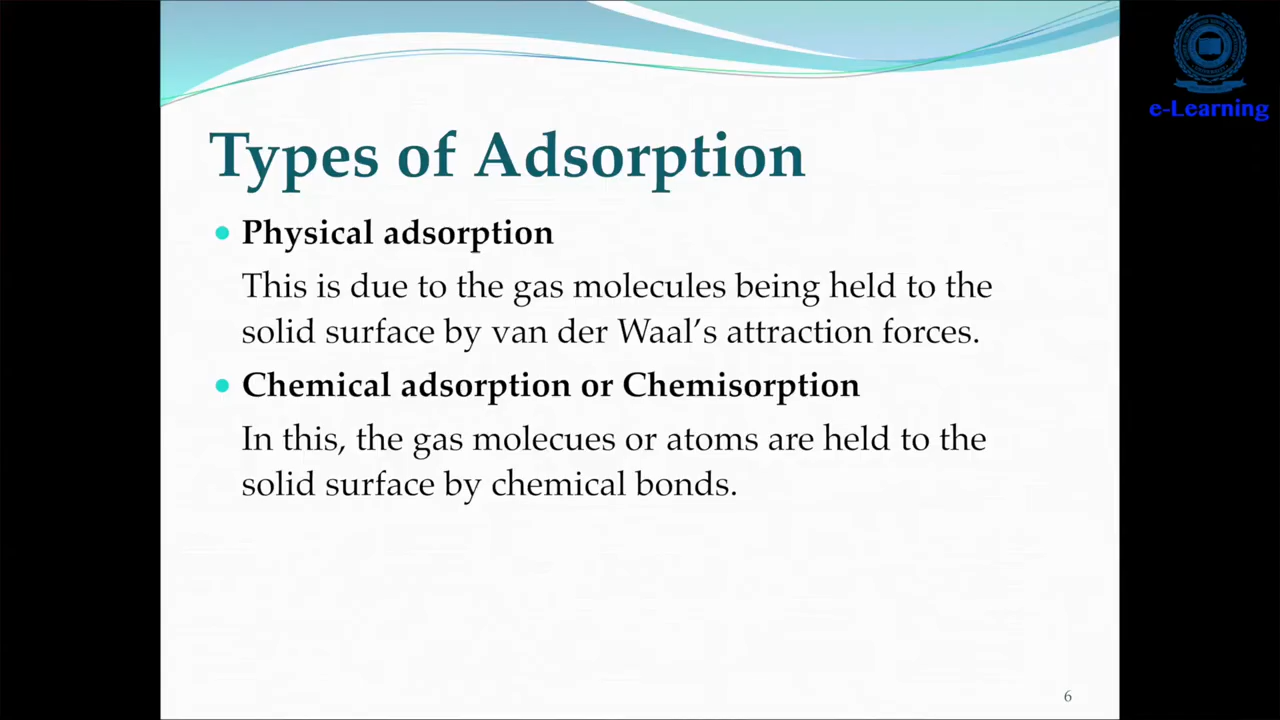 e-Learning
Types of Adsorption
Physical adsorption
This is due to the gas molecules being held to the
solid surface by van der Waal’s attraction forces.
Chemical adsorption or Chemisorption
In this, the gas molecues or atoms are held to the
solid surface by chemical bonds.
6